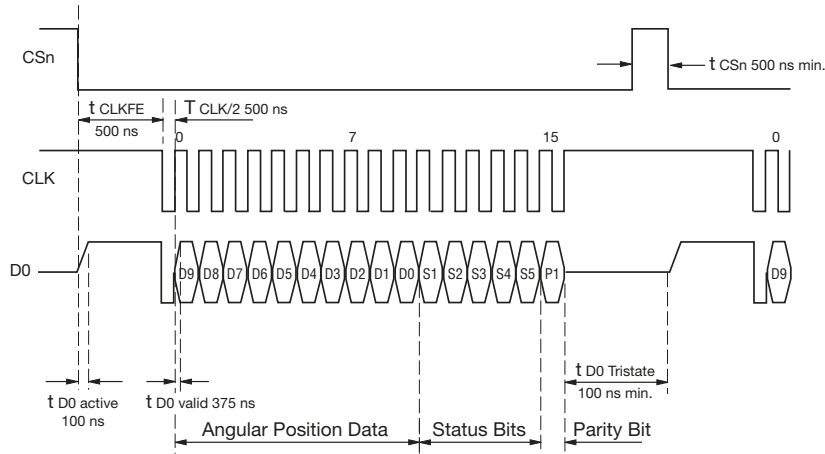 CSn
t CSn 500 ns min.
t CLKFE
500 ns
T CLK/2 500 ns
0 7 15 0
CLK
D0
D9 D8 D7 D6 D5 D4 D3 D2 D1 D0 S1 S2 S3 S4 S5 P1 D9
t D0 active
100 ns
t D0 valid 375 ns
t D0 Tristate
100 ns min.
Angular Position Data Status Bits Parity Bit